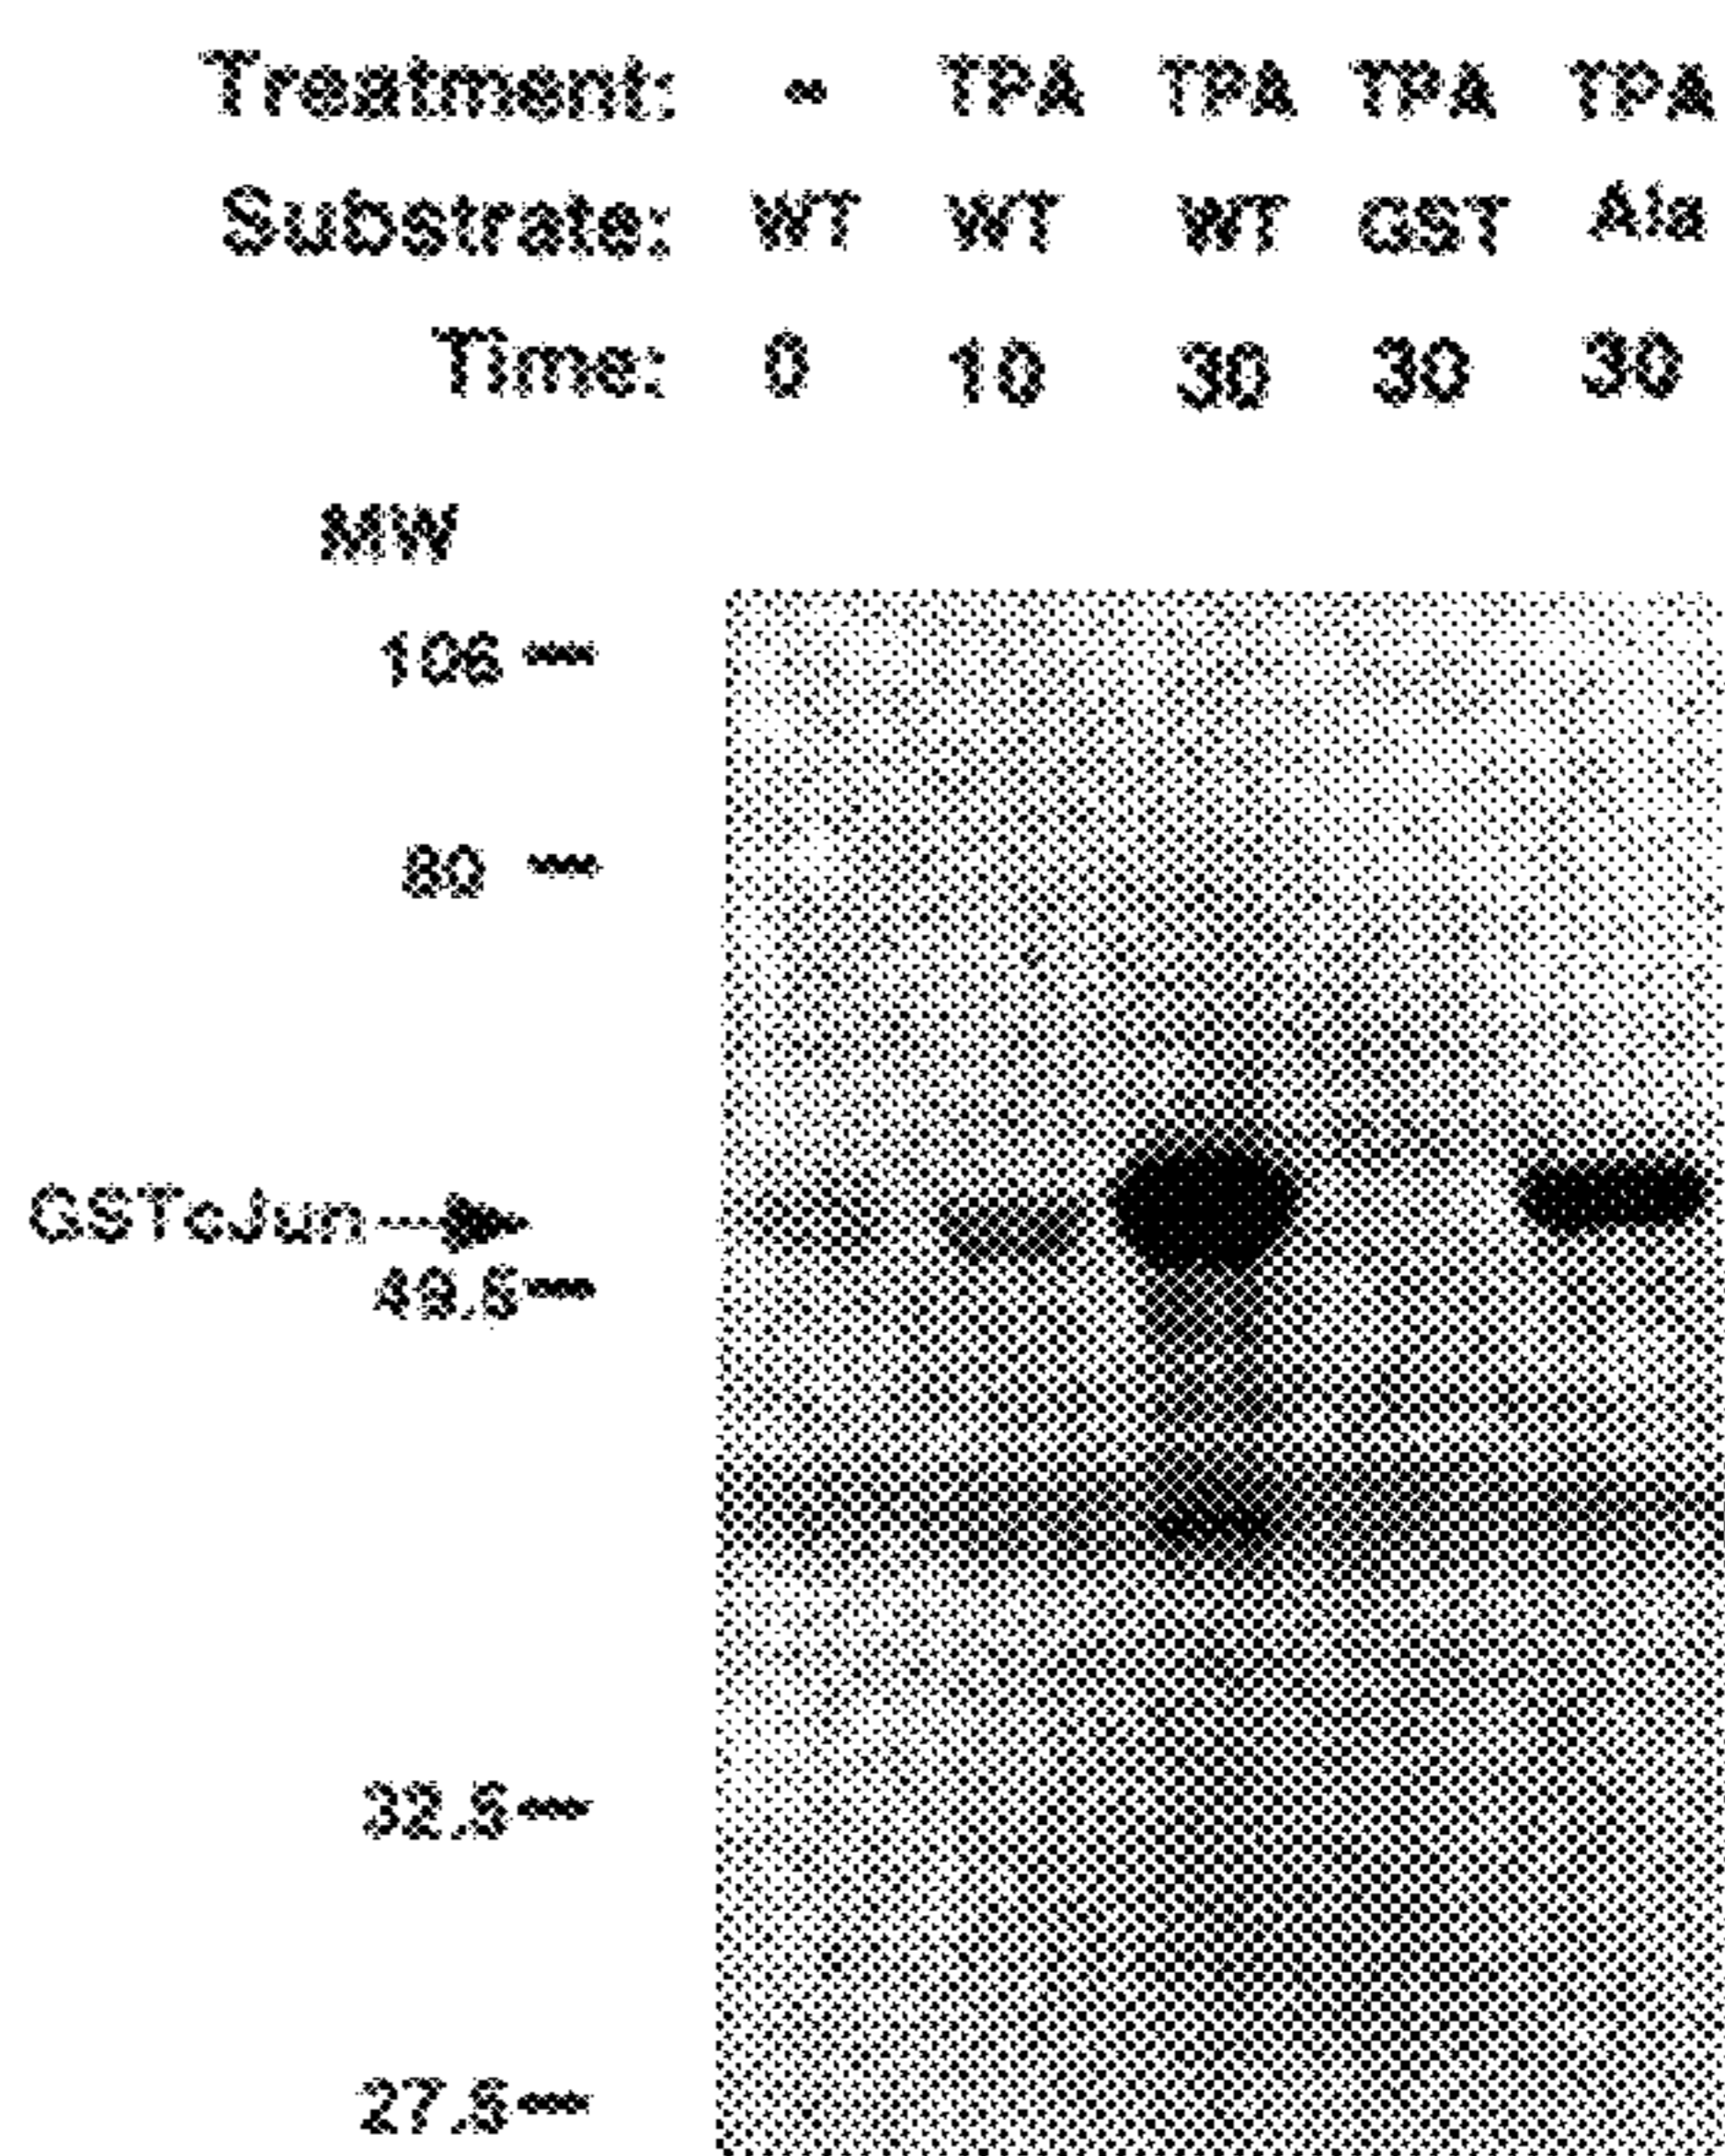 Treatment: - TPA TPA TPA TPA
Substrate: WT WT WT GST Ala
Time: 0 10 30 30 30
MW
106
80
GSTcJun
49.5
32.5
27.5